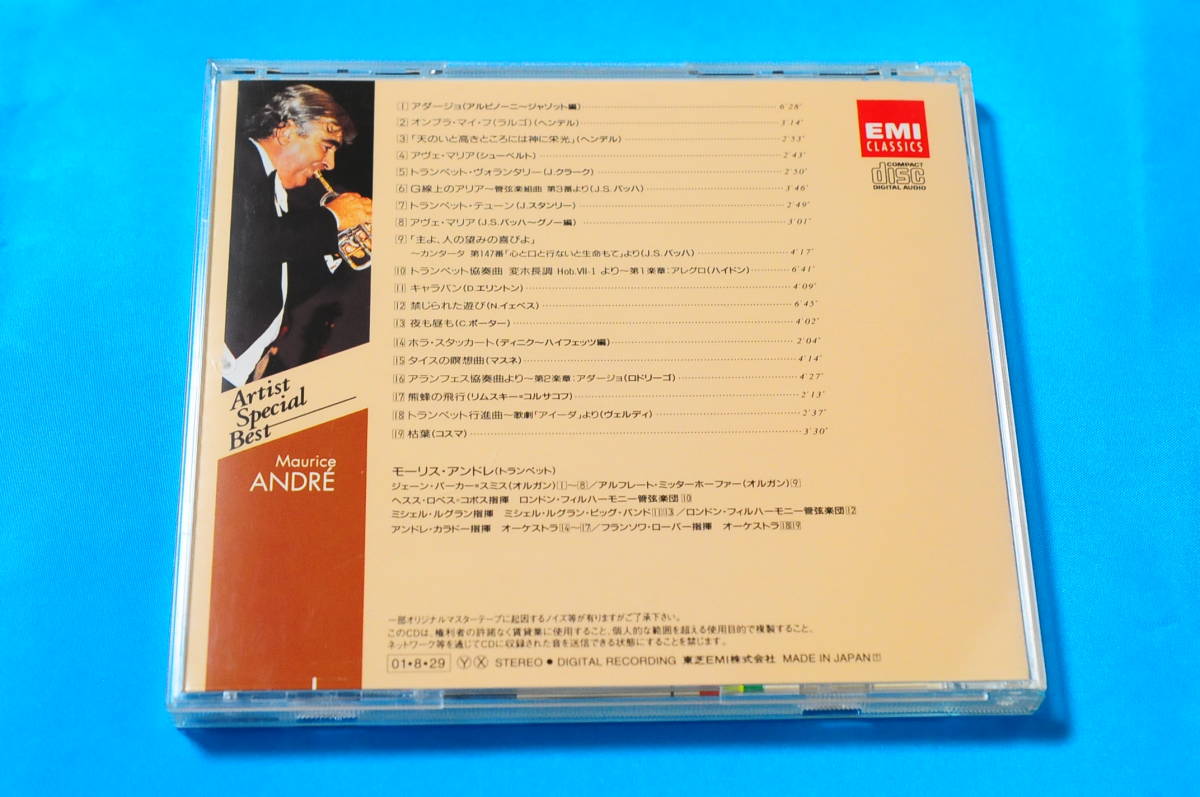 1 アダージョ(アルビノーニ〜ジャゾット編) 6'28"
2 オンブラ・マイ・フ(ラルゴ)(ヘンデル) 3'14"
3 「天のいと高きところには神に栄光」(ヘンデル) 2'53"
4 アヴェ・マリア(シューベルト) 2'43"
5 トランペット・ヴォランタリー(J.クラーク) 2'50"
6 G線上のアリア〜管弦楽組曲 第3番より(J.S.バッハ) 3'46"
7 トランペット・テューン(J.スタンリー) 2'49"
8 アヴェ・マリア(J.S.バッハ〜グノー編) 3'01"
9 「主よ、人の望みの喜びよ」
〜カンタータ 第147番「心と口と行ないと生命もて」より(J.S.バッハ) 4'17"
10 トランペット協奏曲 変ホ長調 Hob.VII-1 より〜第1楽章:アレグロ(ハイドン) 6'41"
11 キャラバン(D.エリントン) 4'09"
12 禁じられた遊び(N.イェペス) 6'45"
13 夜も昼も(C.ポーター) 4'02"
14 ホラ・スタッカート(ディニク〜ハイフェッツ編) 2'04"
15 タイスの瞑想曲(マスネ) 4'14"
16 アランフェス協奏曲より〜第2楽章:アダージョ(ロドリーゴ) 4'27"
17 熊蜂の飛行(リムスキー=コルサコフ) 2'13"
18 トランペット行進曲〜歌劇「アイーダ」より(ヴェルディ) 2'37"
19 枯葉(コスマ) 3'30"
EMI
CLASSICS
COMPACT
disc
DIGITAL AUDIO
Artist
Special
Best
Maurice
ANDRÉ
モーリス・アンドレ(トランペット)
ジェーン・パーカー=スミス(オルガン)1〜8/アルフレート・ミッターホーファー(オルガン)9
ヘスス・ロペス=コボス指揮 ロンドン・フィルハーモニー管弦楽団10
ミシェル・ルグラン指揮 ミシェル・ルグラン・ビッグ・バンド11 13/ロンドン・フィルハーモニー管弦楽団12
アンドレ・カラドー指揮 オーケストラ14〜17/フランソワ・ローバー指揮 オーケストラ18 19
一部オリジナルマスターテープに起因するノイズ等が有りますがご了承下さい。
このCDは、権利者の許諾なく賃貸業に使用すること、個人的な範囲を超える使用目的で複製すること、
ネットワーク等を通じてCDに収録された音を送信できる状態にすることを禁じます。
01•8•29 Ⓨ Ⓧ STEREO ● DIGITAL RECORDING 東芝EMI株式会社 MADE IN JAPAN